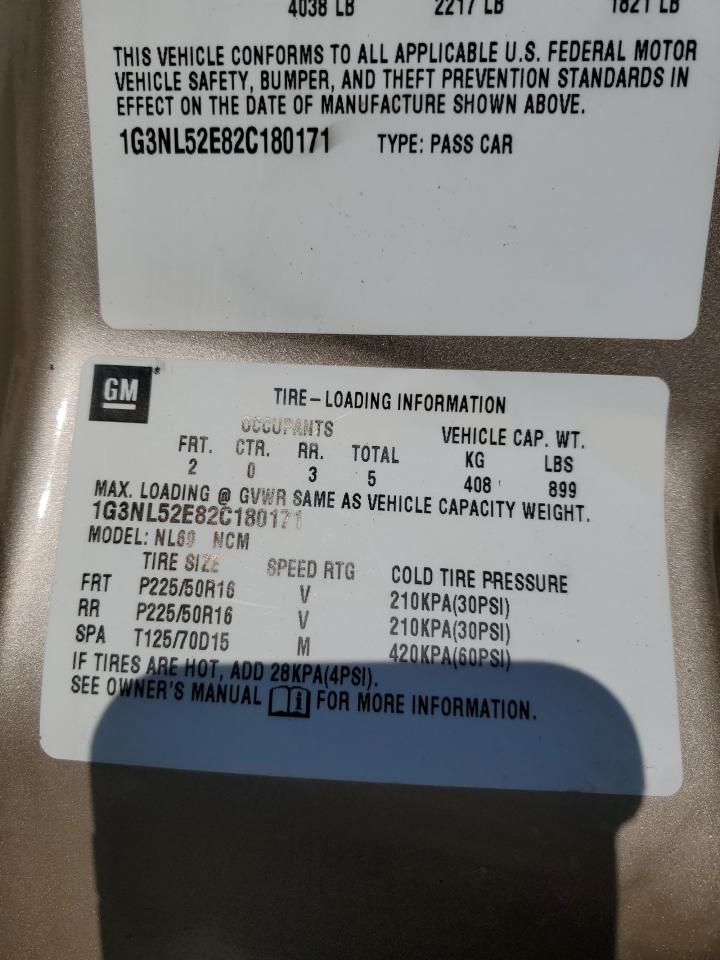 4038 LB 2217 LB 1821 LB
THIS VEHICLE CONFORMS TO ALL APPLICABLE U.S. FEDERAL MOTOR
VEHICLE SAFETY, BUMPER, AND THEFT PREVENTION STANDARDS IN
EFFECT ON THE DATE OF MANUFACTURE SHOWN ABOVE.
1G3NL52E82C180171 TYPE: PASS CAR
GM
TIRE-LOADING INFORMATION
OCCUPANTS VEHICLE CAP. WT.
FRT. CTR. RR. TOTAL KG LBS
2 0 3 5 408 899
MAX. LOADING @ GVWR SAME AS VEHICLE CAPACITY WEIGHT.
1G3NL52E82C180171
MODEL: NL69 NCM
TIRE SIZE SPEED RTG COLD TIRE PRESSURE
FRT P225/50R16 V 210KPA(30PSI)
RR P225/50R16 V 210KPA(30PSI)
SPA T125/70D15 M 420KPA(60PSI)
IF TIRES ARE HOT, ADD 28KPA(4PSI).
SEE OWNER'S MANUAL i FOR MORE INFORMATION.